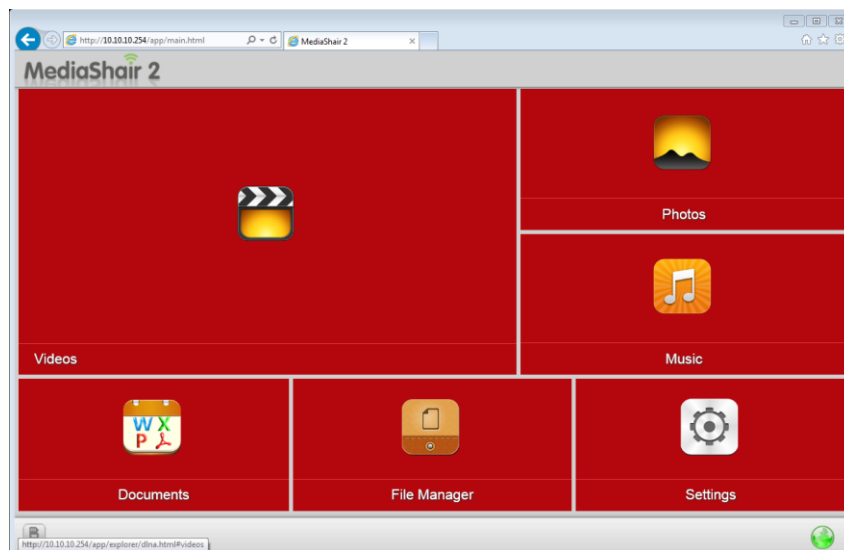 http://10.10.10.254/app/main.html
MediaShair 2
MediaShair 2
Photos
Videos
Music
W X
P
Documents
File Manager
Settings
http://10.10.10.254/app/explorer/dlna.html#videos